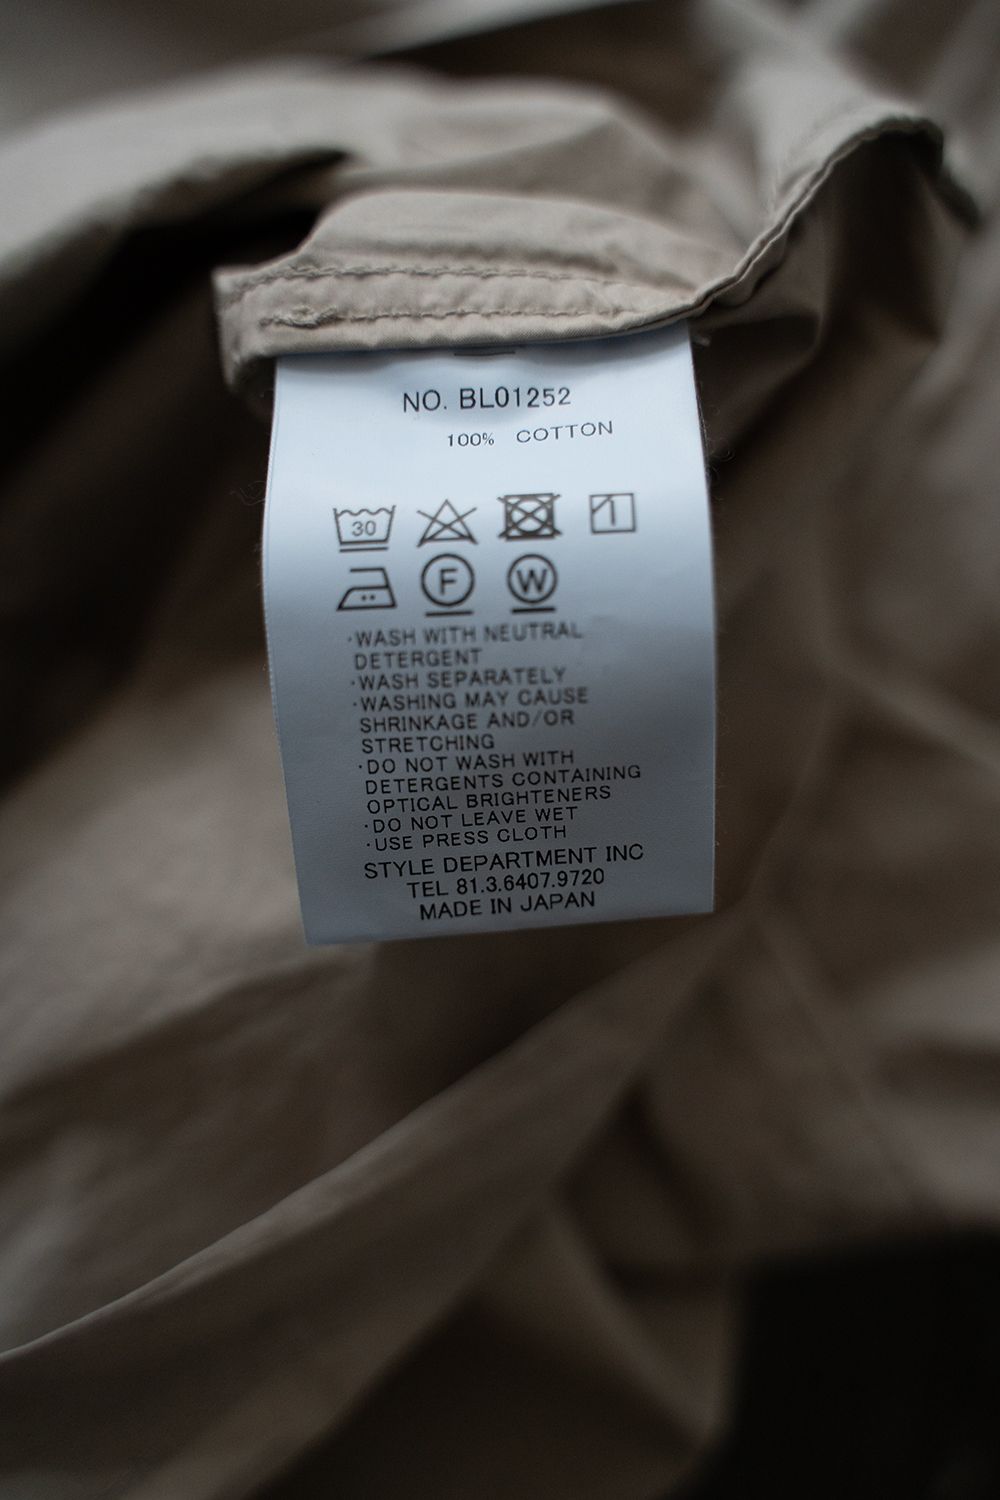 NO. BL01252
100% COTTON
30
F W
·WASH WITH NEUTRAL
DETERGENT
·WASH SEPARATELY
·WASHING MAY CAUSE
SHRINKAGE AND/OR
STRETCHING
·DO NOT WASH WITH
DETERGENTS CONTAINING
OPTICAL BRIGHTENERS
·DO NOT LEAVE WET
·USE PRESS CLOTH
STYLE DEPARTMENT INC
TEL 81.3.6407.9720
MADE IN JAPAN